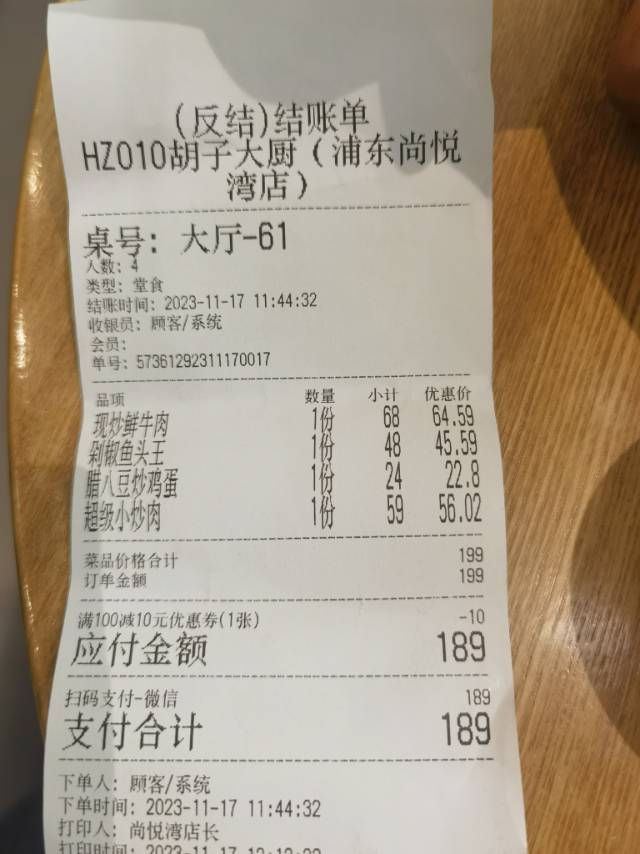 (反结)结账单
HZ010胡子大厨（浦东尚悦
湾店）
桌号：大厅-61
人数：4
类型：堂食
结账时间：2023-11-17 11:44:32
收银员：顾客/系统
会员：
单号：57361292311170017
品项 数量 小计 优惠价
现炒鲜牛肉 1份 68 64.59
剁椒鱼头王 1份 48 45.59
腊八豆炒鸡蛋 1份 24 22.8
超级小炒肉 1份 59 56.02
菜品价格合计 199
订单金额 199
满100减10元优惠券(1张) -10
应付金额 189
扫码支付-微信 189
支付合计 189
下单人：顾客/系统
下单时间：2023-11-17 11:44:32
打印人：尚悦湾店长
打印时间：2023-11-17